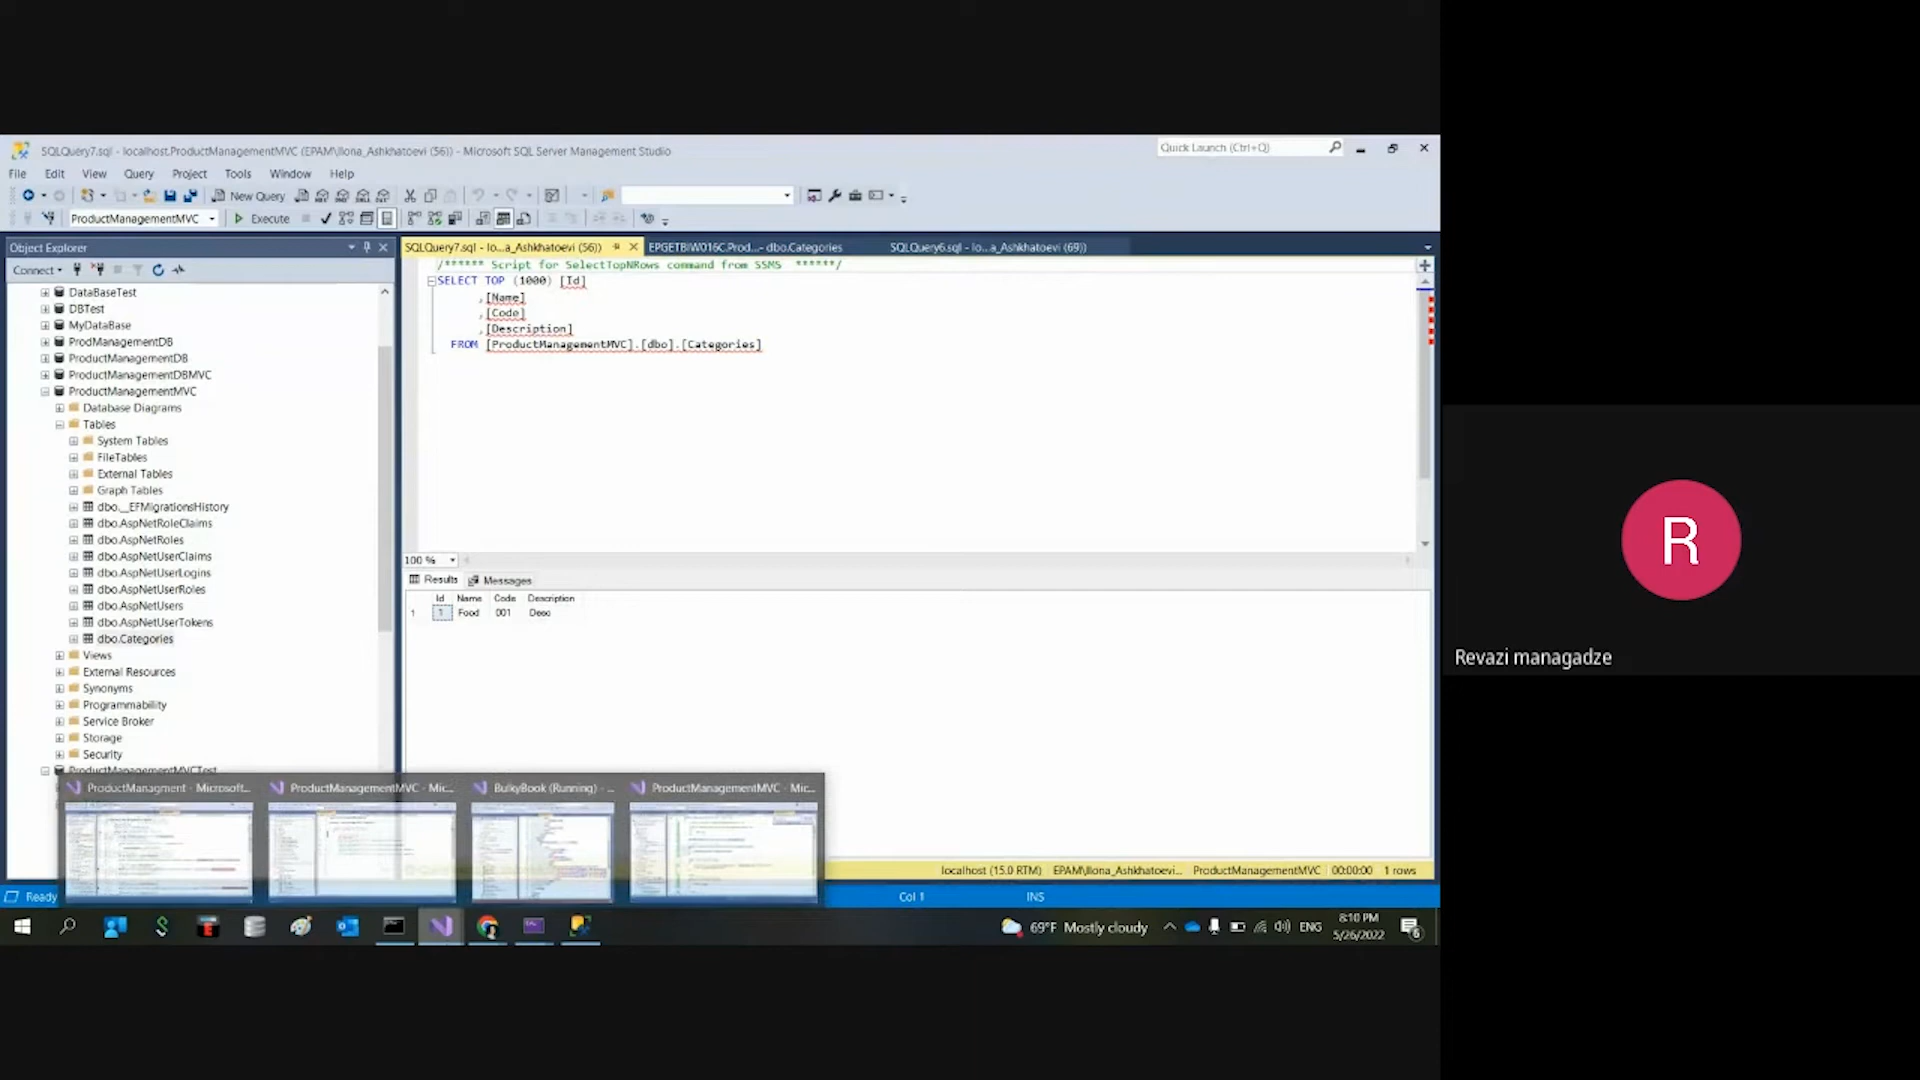 SQLQuery7.sql - localhost.ProductManagementMVC (EPAM\Ilona_Ashkhatoevi (56)) - Microsoft SQL Server Management Studio
Quick Launch (Ctrl+Q)
File Edit View Query Project Tools Window Help
New Query
ProductManagementMVC Execute
Object Explorer
SQLQuery7.sql - lo...a_Ashkhatoevi (56)) EPGETBIW016C.Prod...- dbo.Categories SQLQuery6.sql - lo...a_Ashkhatoevi (69))
Connect
/****** Script for SelectTopNRows command from SSMS ******/
SELECT TOP (1000) [Id]
,[Name]
,[Code]
,[Description]
FROM [ProductManagementMVC].[dbo].[Categories]
DataBaseTest
DBTest
MyDataBase
ProdManagementDB
ProductManagementDB
ProductManagementDBMVC
ProductManagementMVC
Database Diagrams
Tables
System Tables
FileTables
External Tables
Graph Tables
dbo.__EFMigrationsHistory
dbo.AspNetRoleClaims
dbo.AspNetRoles
dbo.AspNetUserClaims
dbo.AspNetUserLogins
dbo.AspNetUserRoles
dbo.AspNetUsers
dbo.AspNetUserTokens
dbo.Categories
Views
External Resources
Synonyms
Programmability
Service Broker
Storage
Security
ProductManagementMVCTest
100 %
Results Messages
Id Name Code Description
1 1 Food 001 Desc
ProductManagment - Microsoft... ProductManagementMVC - Mic... BulkyBook (Running) - ... ProductManagementMVC - Mic...
localhost (15.0 RTM) EPAM\Ilona_Ashkhatoevi... ProductManagementMVC 00:00:00 1 rows
Ready Col 1 INS
69°F Mostly cloudy ENG 8:10 PM
5/26/2022
6
R
Revazi managadze